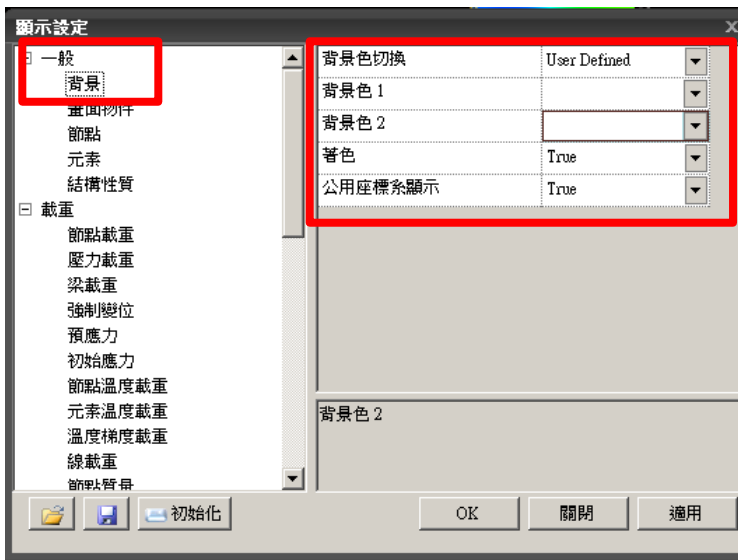 顯示設定
一般
背景
畫面物件
節點
元素
結構性質
載重
節點載重
壓力載重
梁載重
強制變位
預應力
初始應力
節點溫度載重
元素溫度載重
溫度梯度載重
線載重
節點質量
背景色切換 User Defined
背景色 1
背景色 2
著色 True
公用座標系顯示 True
背景色 2
初始化 OK 關閉 適用